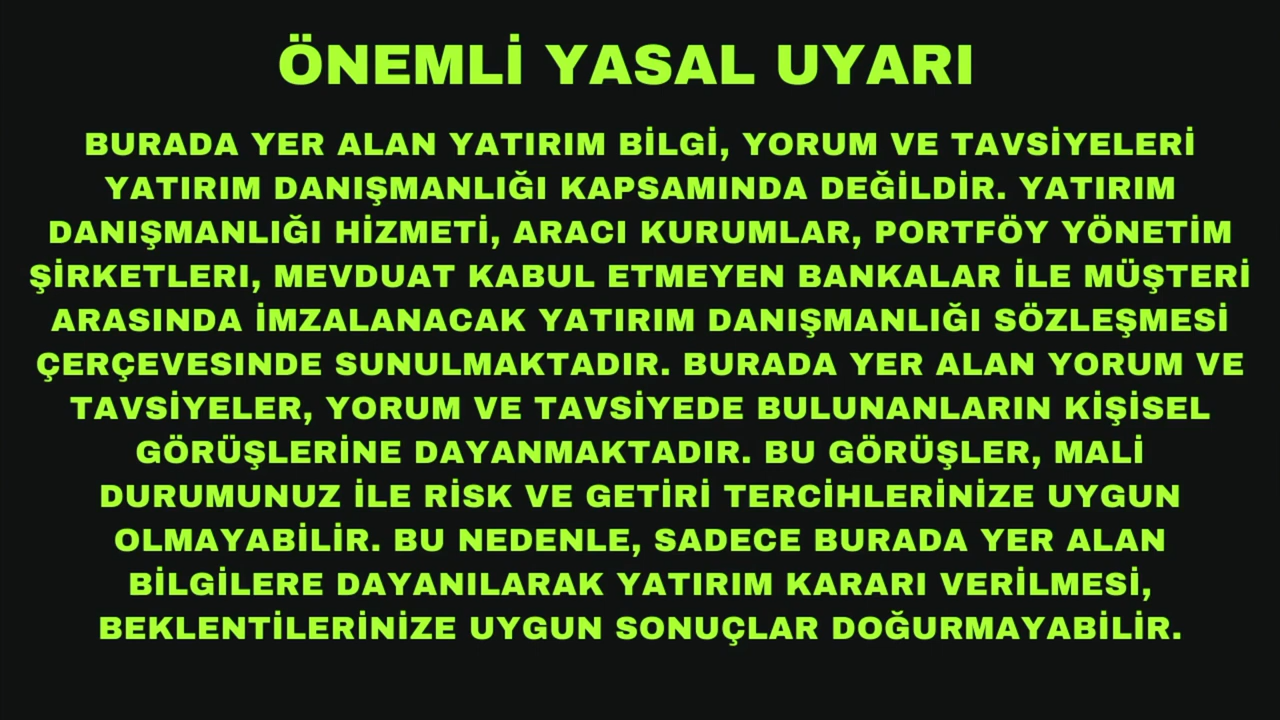 ÖNEMLİ YASAL UYARI
BURADA YER ALAN YATIRIM BİLGİ, YORUM VE TAVSİYELERİ
YATIRIM DANIŞMANLIĞI KAPSAMINDA DEĞİLDİR. YATIRIM
DANIŞMANLIĞI HİZMETİ, ARACI KURUMLAR, PORTFÖY YÖNETİM
ŞİRKETLERI, MEVDUAT KABUL ETMEYEN BANKALAR İLE MÜŞTERİ
ARASINDA İMZALANACAK YATIRIM DANIŞMANLIĞI SÖZLEŞMESİ
ÇERÇEVESINDE SUNULMAKTADIR. BURADA YER ALAN YORUM VE
TAVSİYELER, YORUM VE TAVSİYEDE BULUNANLARIN KİŞİSEL
GÖRÜŞLERİNE DAYANMAKTADIR. BU GÖRÜŞLER, MALİ
DURUMUNUZ İLE RİSK VE GETİRİ TERCİHLERİNİZE UYGUN
OLMAYABİLİR. BU NEDENLE, SADECE BURADA YER ALAN
BİLGİLERE DAYANILARAK YATIRIM KARARI VERİLMESİ,
BEKLENTİLERİNİZE UYGUN SONUÇLAR DOĞURMAYABİLİR.